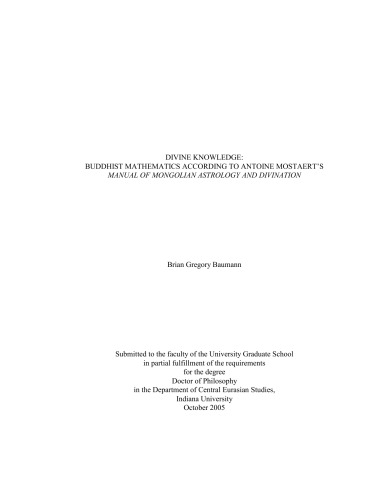 DIVINE KNOWLEDGE:
BUDDHIST MATHEMATICS ACCORDING TO ANTOINE MOSTAERT'S
MANUAL OF MONGOLIAN ASTROLOGY AND DIVINATION
Brian Gregory Baumann
Submitted to the faculty of the University Graduate School
in partial fulfillment of the requirements
for the degree
Doctor of Philosophy
in the Department of Central Eurasian Studies,
Indiana University
October 2005